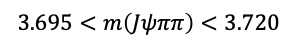 3.695 < 𝑚(𝐽𝜓𝜋𝜋) < 3.720